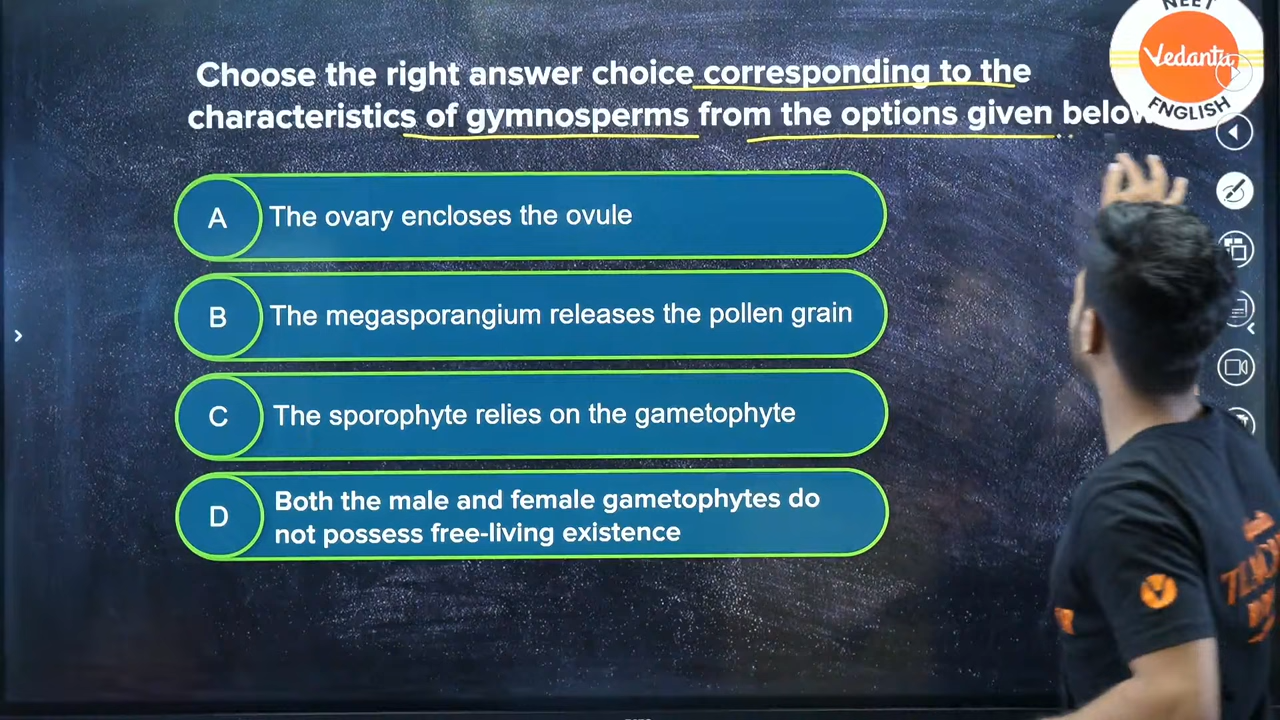 NEET
Vedantu
ENGLISH
Choose the right answer choice corresponding to the
characteristics of gymnosperms from the options given below
A The ovary encloses the ovule
B The megasporangium releases the pollen grain
C The sporophyte relies on the gametophyte
D Both the male and female gametophytes do
not possess free-living existence